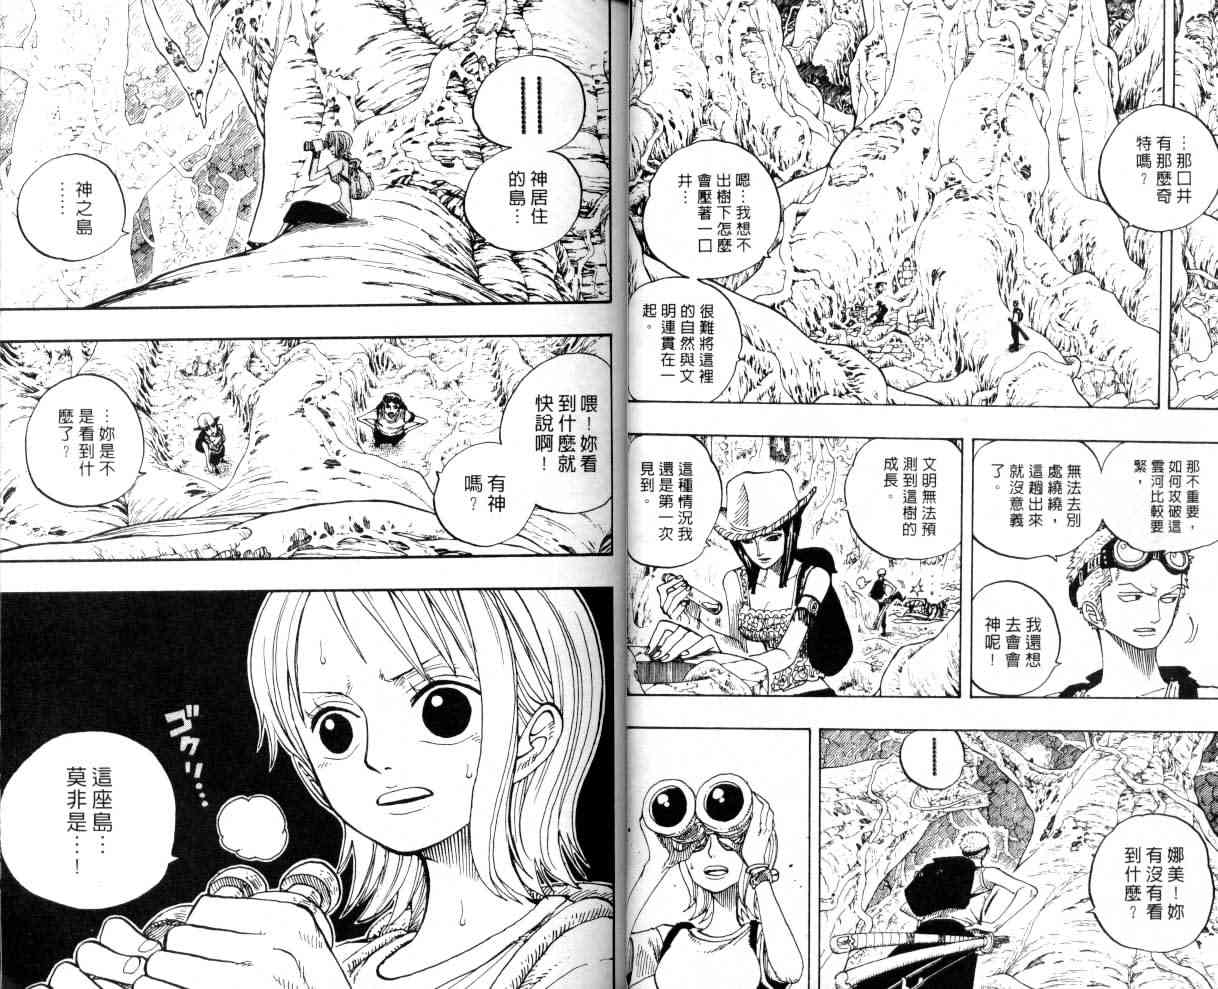 …那口井
有那麼奇
特嗎？
嗯…我想不
出樹下怎麼
會壓著一口
井…
很難將這裡
的自然與文
明連貫在一
起。
那不重要，
如何攻破這
雲河比較要
緊，
無法去別
處繞繞，
這趟出來
就沒意義
了。
我還想
去會會
神呢！
文明無法預
測到這樹的
成長。
這種情況我
還是第一次
見到。
娜美！妳
有沒有看
到什麼？
…………
…………
神居住
的島…
神之島
……
喂！妳看
到什麼就
快說啊！
有神
嗎？
…妳是不
是看到什
麼了？
ゴクリ…
這座島…
莫非是…！